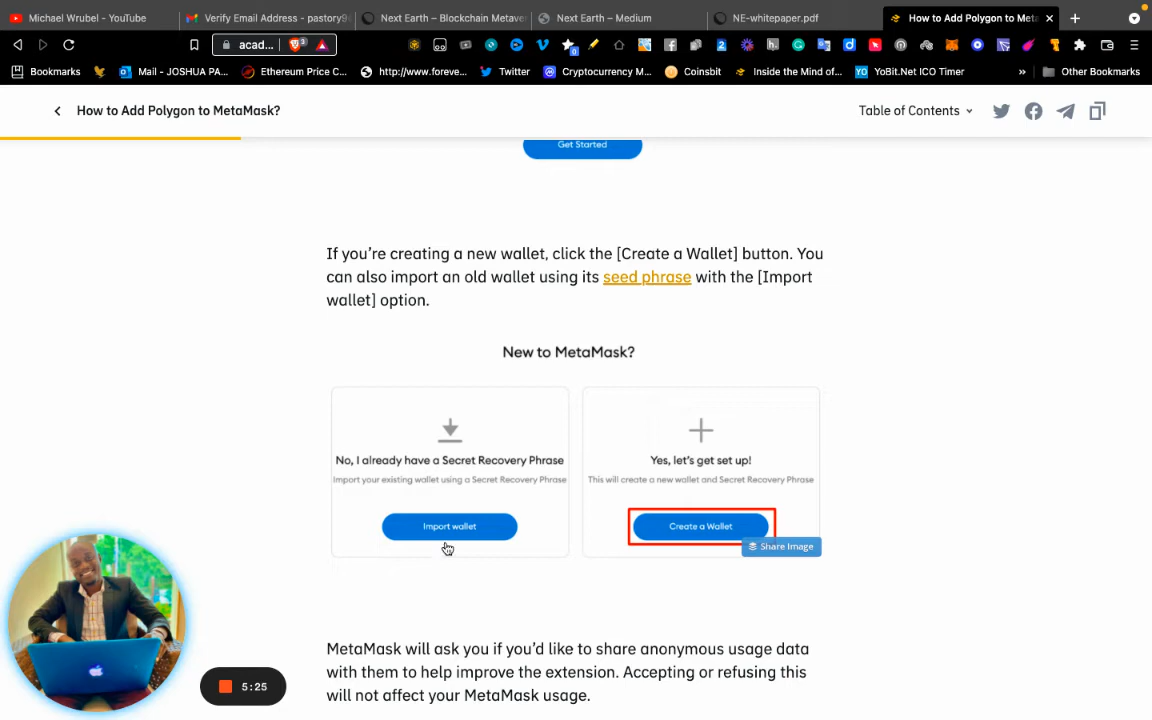 Michael Wrubel - YouTube
Verify Email Address - pastory9
Next Earth – Blockchain Metave
Next Earth – Medium
NE-whitepaper.pdf
How to Add Polygon to Meta
acad...
3
0
2
Bookmarks
Mail - JOSHUA PA...
Ethereum Price C...
http://www.foreve...
Twitter
Cryptocurrency M...
Coinsbit
Inside the Mind of...
YoBit.Net ICO Timer
»
Other Bookmarks
How to Add Polygon to MetaMask?
Table of Contents
Get Started
If you're creating a new wallet, click the [Create a Wallet] button. You
can also import an old wallet using its seed phrase with the [Import
wallet] option.
New to MetaMask?
No, I already have a Secret Recovery Phrase
Import your existing wallet using a Secret Recovery Phrase
Import wallet
Yes, let's get set up!
This will create a new wallet and Secret Recovery Phrase
Create a Wallet
Share Image
MetaMask will ask you if you'd like to share anonymous usage data
with them to help improve the extension. Accepting or refusing this
will not affect your MetaMask usage.
5:25